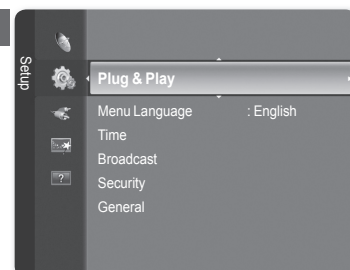 Setup
Plug & Play
Menu Language : English
Time
Broadcast
Security
General